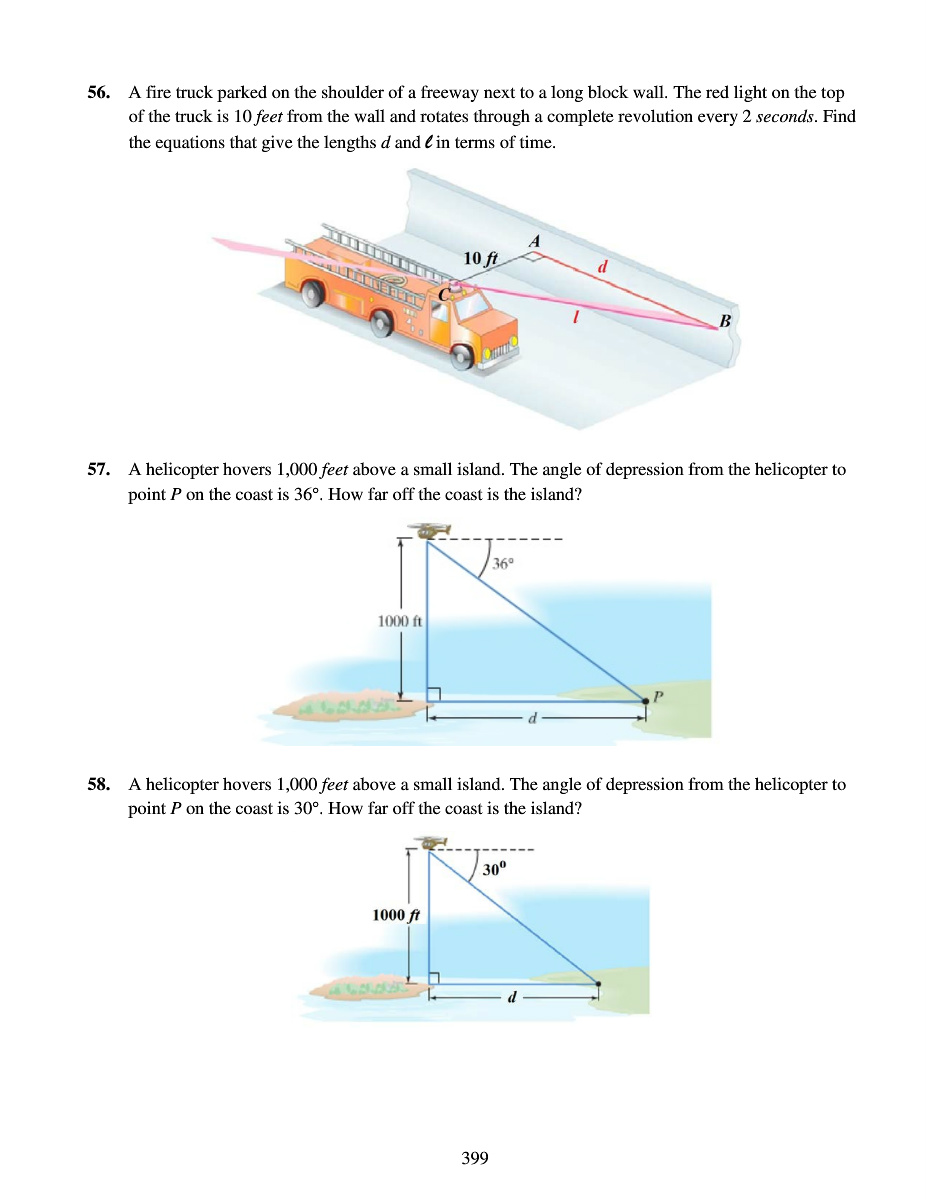 56. A fire truck parked on the shoulder of a freeway next to a long block wall. The red light on the top
of the truck is 10 feet from the wall and rotates through a complete revolution every 2 seconds. Find
the equations that give the lengths d and ℓ in terms of time.
A
10 ft
d
C
l
B
57. A helicopter hovers 1,000 feet above a small island. The angle of depression from the helicopter to
point P on the coast is 36°. How far off the coast is the island?
36°
1000 ft
P
d
58. A helicopter hovers 1,000 feet above a small island. The angle of depression from the helicopter to
point P on the coast is 30°. How far off the coast is the island?
30⁰
1000 ft
d
399